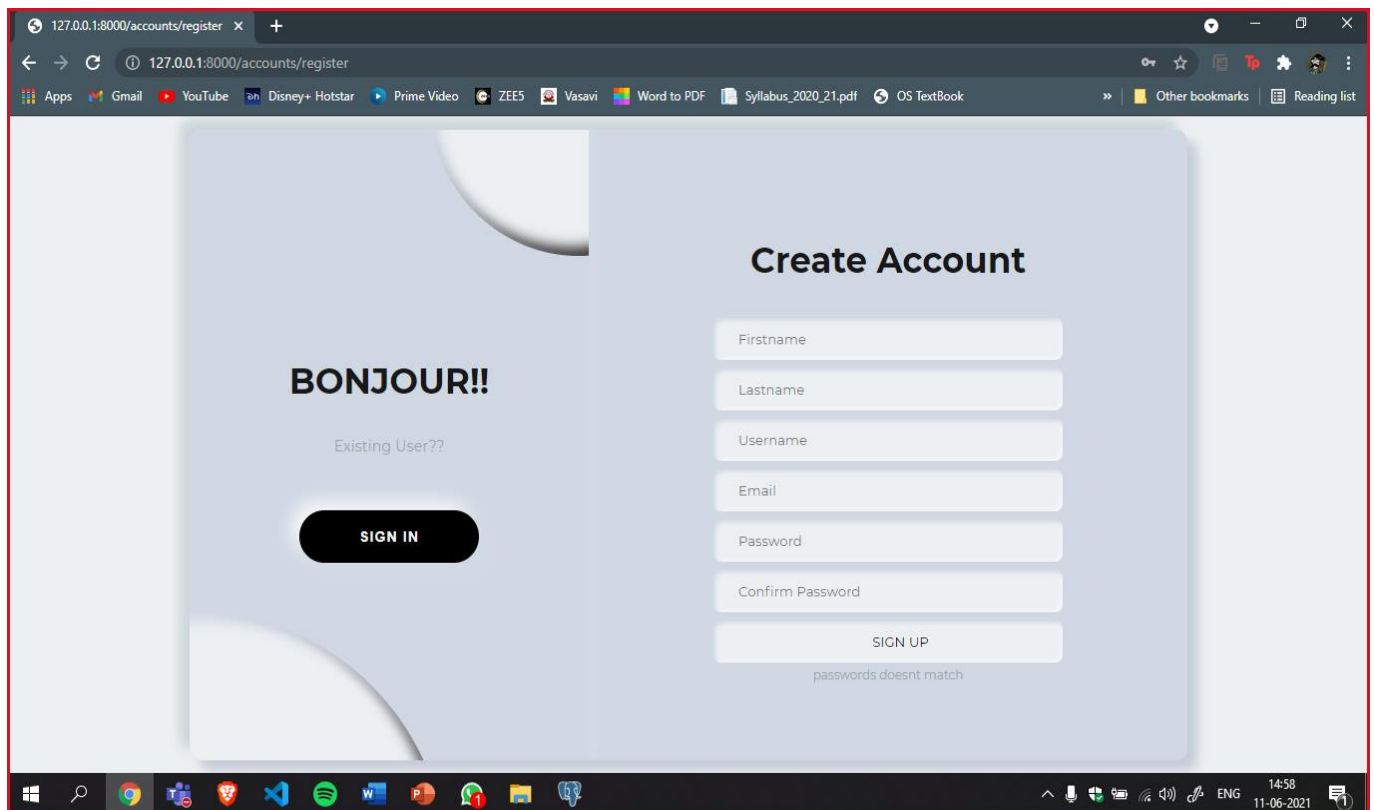 127.0.0.1:8000/accounts/register
127.0.0.1:8000/accounts/register
Apps Gmail YouTube Disney+ Hotstar Prime Video ZEE5 Vasavi Word to PDF Syllabus_2020_21.pdf OS TextBook » Other bookmarks Reading list
BONJOUR!!
Existing User??
SIGN IN
Create Account
Firstname
Lastname
Username
Email
Password
Confirm Password
SIGN UP
passwords doesnt match
ENG
14:58
11-06-2021